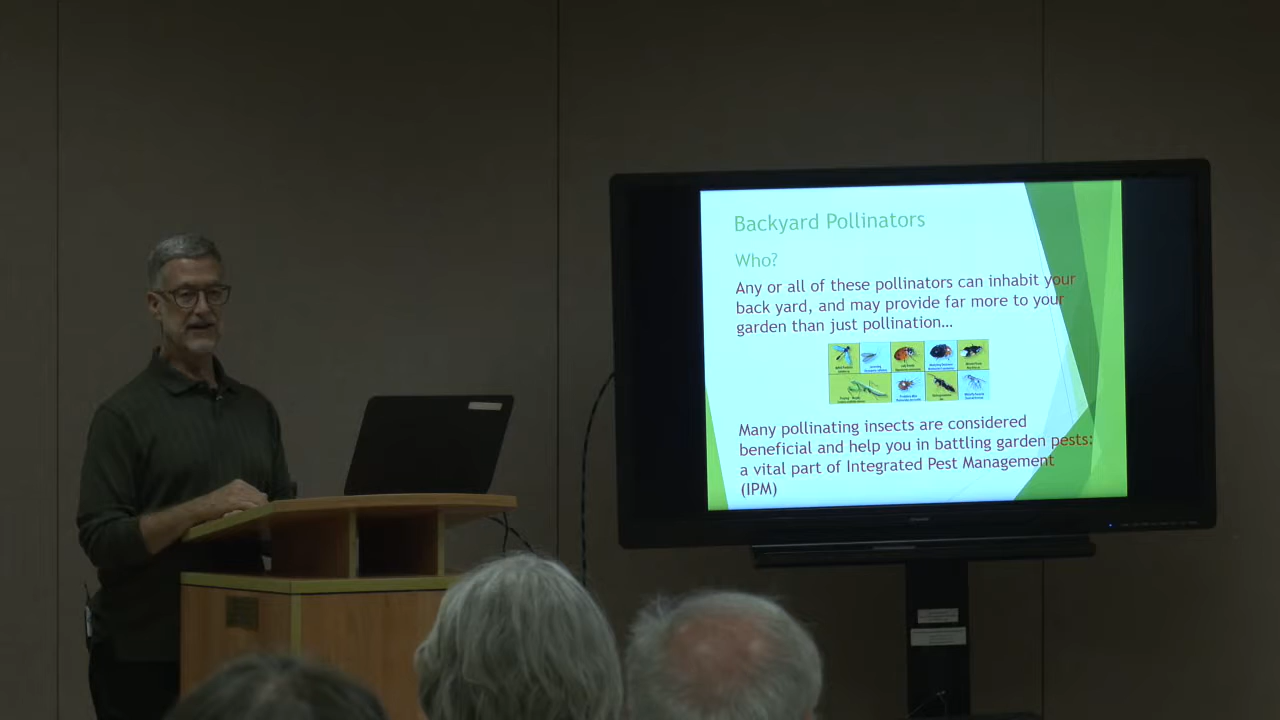 Backyard Pollinators
Who?
Any or all of these pollinators can inhabit your
back yard, and may provide far more to your
garden than just pollination…
Many pollinating insects are considered
beneficial and help you in battling garden pests:
a vital part of Integrated Pest Management
(IPM)